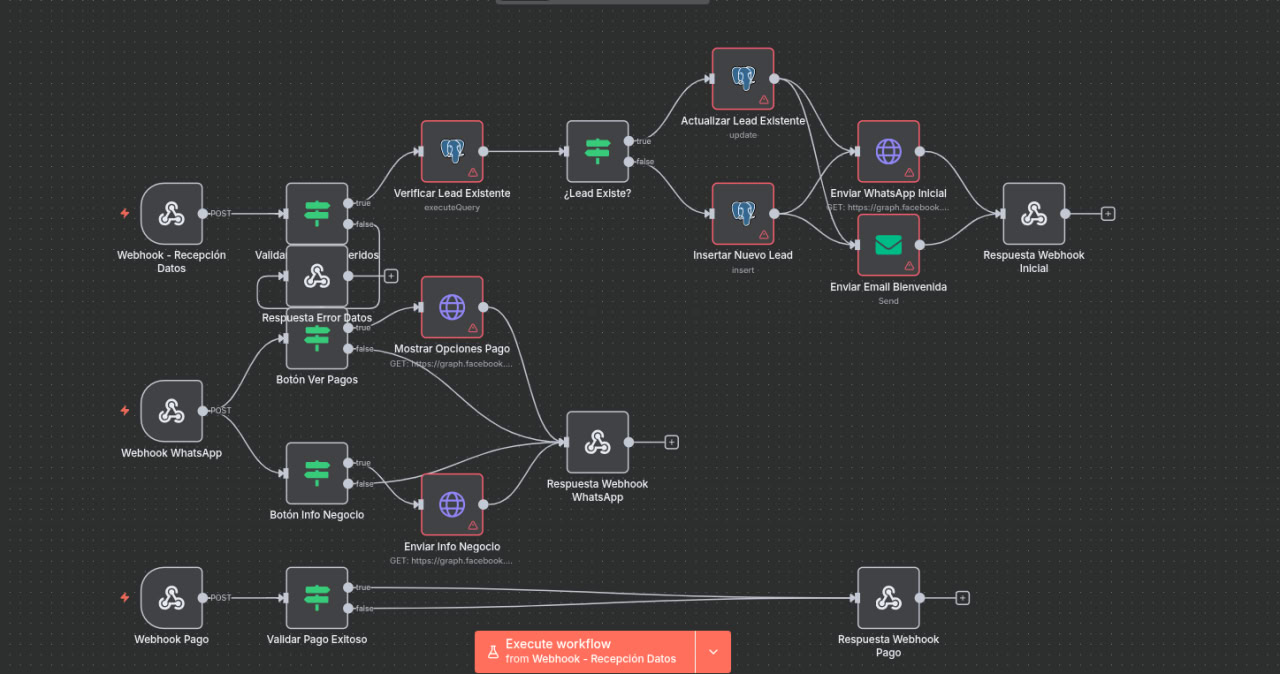 Actualizar Lead Existente
update
true
false
Verificar Lead Existente
executeQuery
¿Lead Existe?
Enviar WhatsApp Inicial
GET: https://graph.facebook....
POST
true
false
Webhook - Recepción
Datos
Valida
eridos
Insertar Nuevo Lead
insert
Respuesta Webhook
Inicial
Enviar Email Bienvenida
Send
Respuesta Error Datos
true
false
Mostrar Opciones Pago
GET: https://graph.facebook....
Botón Ver Pagos
POST
Webhook WhatsApp
true
false
Respuesta Webhook
WhatsApp
Botón Info Negocio
Enviar Info Negocio
GET: https://graph.facebook....
POST
true
false
Webhook Pago
Validar Pago Exitoso
Respuesta Webhook
Pago
Execute workflow
from Webhook - Recepción Datos